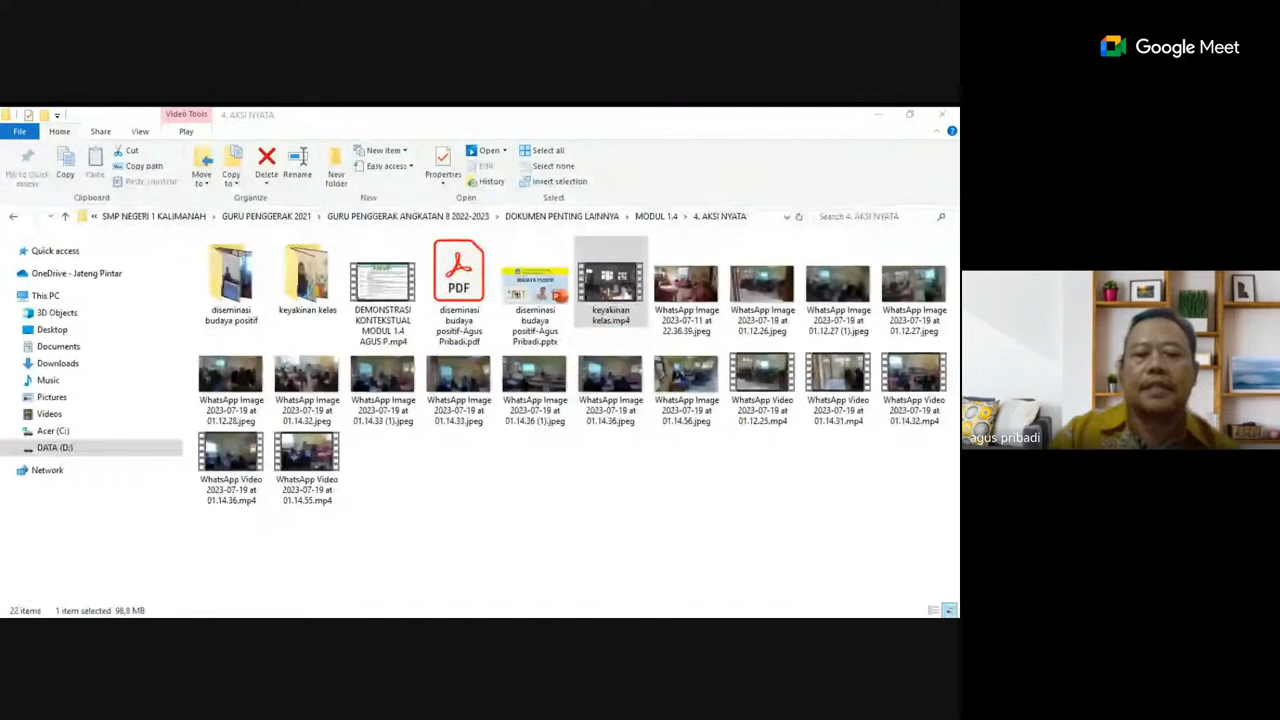 Google Meet
Video Tools
4. AKSI NYATA
File
Home
Share
View
Play
Pin to Quick access
Copy
Paste
Cut
Copy path
Paste shortcut
Move to
Copy to
Delete
Rename
New folder
New item
Easy access
Properties
Open
Edit
History
Select all
Select none
Invert selection
Clipboard
Organize
New
Open
Select
« SMP NEGERI 1 KALIMANAH > GURU PENGGERAK 2021 > GURU PENGGERAK ANGKATAN 8 2022-2023 > DOKUMEN PENTING LAINNYA > MODUL 1.4 > 4. AKSI NYATA
Search 4. AKSI NYATA
Quick access
OneDrive - Jateng Pintar
This PC
3D Objects
Desktop
Documents
Downloads
Music
Pictures
Videos
Acer (C:)
DATA (D:)
Network
diseminasi
budaya positif
keyakinan kelas
DEMONSTRASI
KONTEKSTUAL
MODUL 1.4
AGUS P.mp4
PDF
diseminasi
budaya
positif-Agus
Pribadi.pdf
BUDAYA POSITIF
diseminasi
budaya
positif-Agus
Pribadi.pptx
keyakinan
kelas.mp4
WhatsApp Image
2023-07-11 at
22.36.39.jpeg
WhatsApp Image
2023-07-19 at
01.12.26.jpeg
WhatsApp Image
2023-07-19 at
01.12.27 (1).jpeg
WhatsApp Image
2023-07-19 at
01.12.27.jpeg
WhatsApp Image
2023-07-19 at
01.12.28.jpeg
WhatsApp Image
2023-07-19 at
01.14.32.jpeg
WhatsApp Image
2023-07-19 at
01.14.33 (1).jpeg
WhatsApp Image
2023-07-19 at
01.14.33.jpeg
WhatsApp Image
2023-07-19 at
01.14.36 (1).jpeg
WhatsApp Image
2023-07-19 at
01.14.36.jpeg
WhatsApp Image
2023-07-19 at
01.14.56.jpeg
WhatsApp Video
2023-07-19 at
01.12.25.mp4
WhatsApp Video
2023-07-19 at
01.14.31.mp4
WhatsApp Video
2023-07-19 at
01.14.32.mp4
WhatsApp Video
2023-07-19 at
01.14.36.mp4
WhatsApp Video
2023-07-19 at
01.14.55.mp4
22 items
1 item selected 98,8 MB
agus pribadi